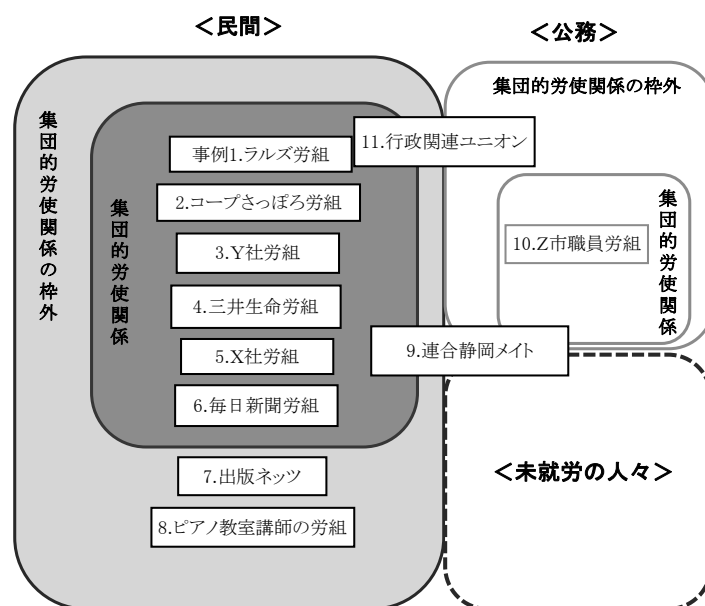 ＜民間＞
＜公務＞
集団的労使関係の枠外
集団的労使関係の枠外
集団的労使関係
集団的労使関係
事例1.ラルズ労組
11.行政関連ユニオン
2.コープさっぽろ労組
3.Y社労組
10.Z市職員労組
4.三井生命労組
5.X社労組
9.連合静岡メイト
6.毎日新聞労組
7.出版ネッツ
＜未就労の人々＞
8.ピアノ教室講師の労組